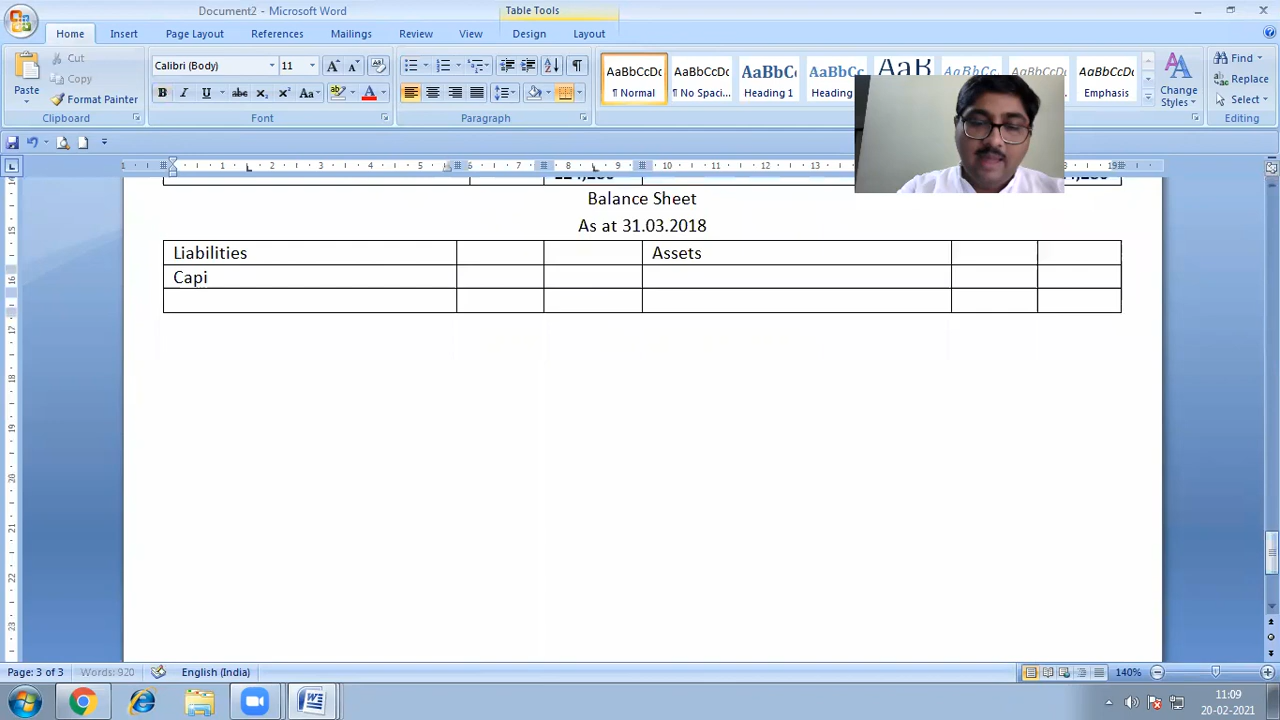 Document2 - Microsoft Word
Table Tools
Home Insert Page Layout References Mailings Review View Design Layout
Cut
Copy
Format Painter
Paste
Clipboard
Calibri (Body) 11
Font
Paragraph
AaBbCcDc AaBbCcDc AaBbC AaBbCc AaB AaBbCc AaBbCcDc AaBbCcDc
¶ Normal ¶ No Spaci... Heading 1 Heading Emphasis
Change Styles
Find
Replace
Select
Editing
Balance Sheet
As at 31.03.2018
Liabilities Assets
Capi
Page: 3 of 3 Words: 920 English (India) 140%
11:09
20-02-2021